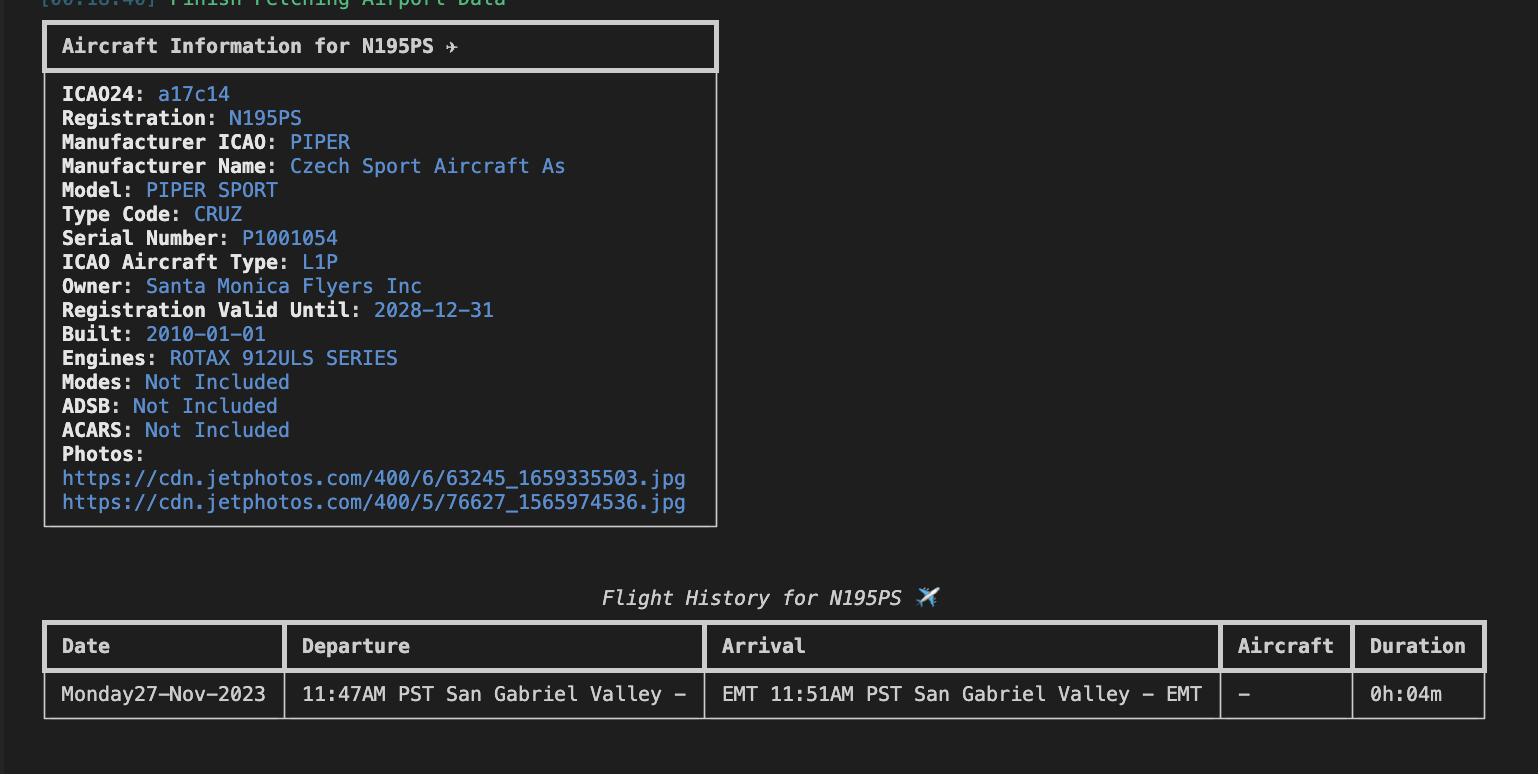 [00:18:40] Finish Fetching Airport Data
Aircraft Information for N195PS ✈
ICAO24: a17c14
Registration: N195PS
Manufacturer ICAO: PIPER
Manufacturer Name: Czech Sport Aircraft As
Model: PIPER SPORT
Type Code: CRUZ
Serial Number: P1001054
ICAO Aircraft Type: L1P
Owner: Santa Monica Flyers Inc
Registration Valid Until: 2028-12-31
Built: 2010-01-01
Engines: ROTAX 912ULS SERIES
Modes: Not Included
ADSB: Not Included
ACARS: Not Included
Photos:
https://cdn.jetphotos.com/400/6/63245_1659335503.jpg
https://cdn.jetphotos.com/400/5/76627_1565974536.jpg
Flight History for N195PS ✈️
Date Departure Arrival Aircraft Duration
Monday27-Nov-2023 11:47AM PST San Gabriel Valley - EMT 11:51AM PST San Gabriel Valley - EMT - 0h:04m